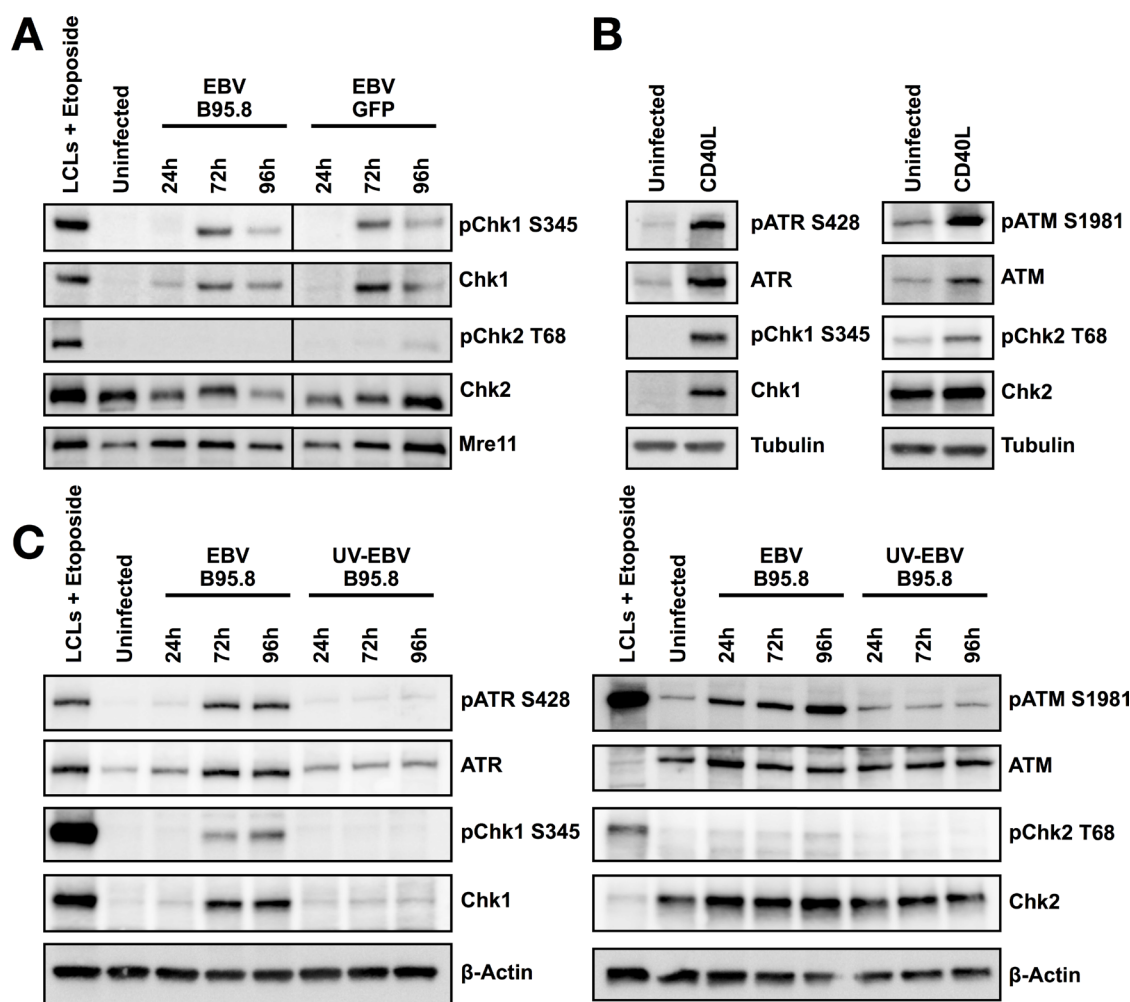 A
LCLs + Etoposide
Uninfected
EBV
B95.8
EBV
GFP
24h
72h
96h
24h
72h
96h
pChk1 S345
Chk1
pChk2 T68
Chk2
Mre11
B
Uninfected
CD40L
pATR S428
ATR
pChk1 S345
Chk1
Tubulin
Uninfected
CD40L
pATM S1981
ATM
pChk2 T68
Chk2
Tubulin
C
LCLs + Etoposide
Uninfected
EBV
B95.8
UV-EBV
B95.8
24h
72h
96h
24h
72h
96h
pATR S428
ATR
pChk1 S345
Chk1
β-Actin
LCLs + Etoposide
Uninfected
EBV
B95.8
UV-EBV
B95.8
24h
72h
96h
24h
72h
96h
pATM S1981
ATM
pChk2 T68
Chk2
β-Actin